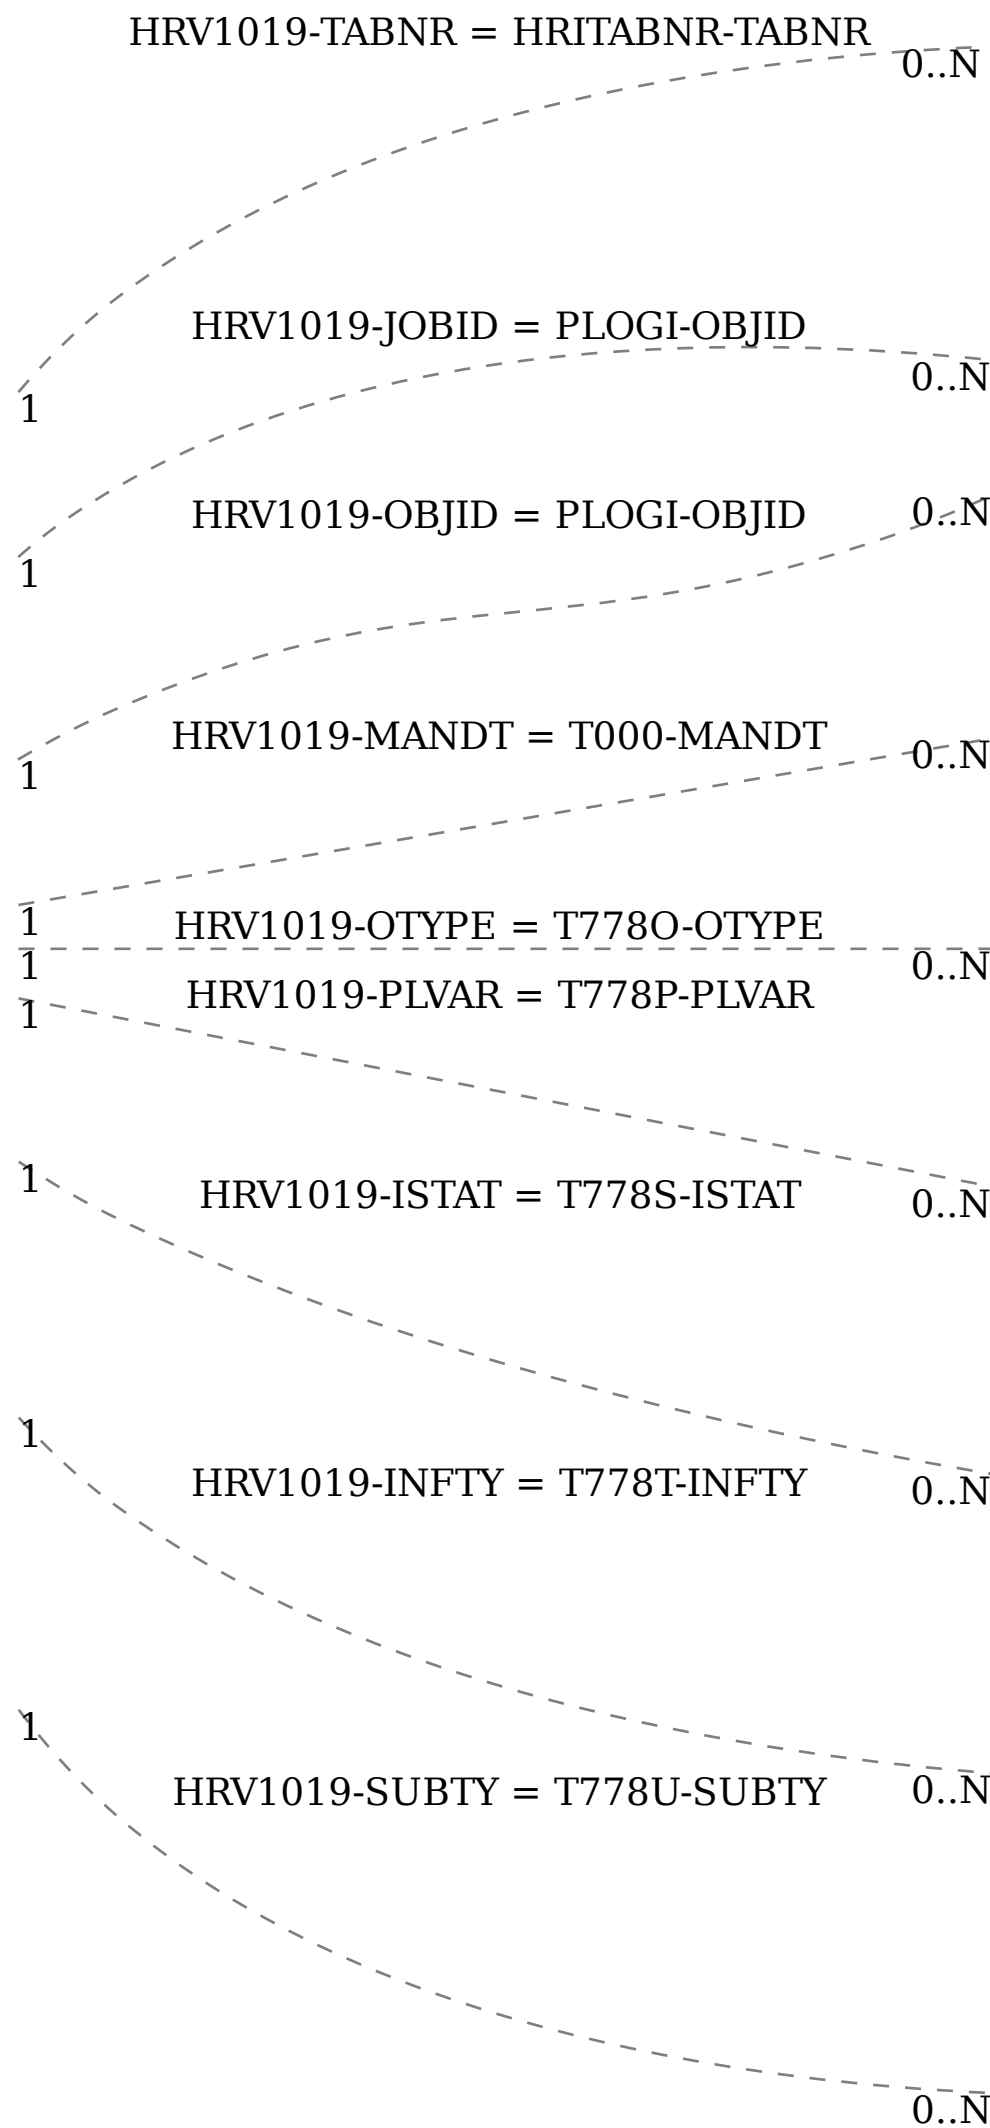 HRV1019-TABNR = HRITABNR-TABNR
0..N
HRV1019-JOBID = PLOGI-OBJID
0..N
1
HRV1019-OBJID = PLOGI-OBJID
0..N
1
HRV1019-MANDT = T000-MANDT
0..N
1
HRV1019-OTYPE = T778O-OTYPE
1
1
0..N
HRV1019-PLVAR = T778P-PLVAR
1
HRV1019-ISTAT = T778S-ISTAT
1
0..N
1
HRV1019-INFTY = T778T-INFTY
0..N
1
HRV1019-SUBTY = T778U-SUBTY
0..N
0..N